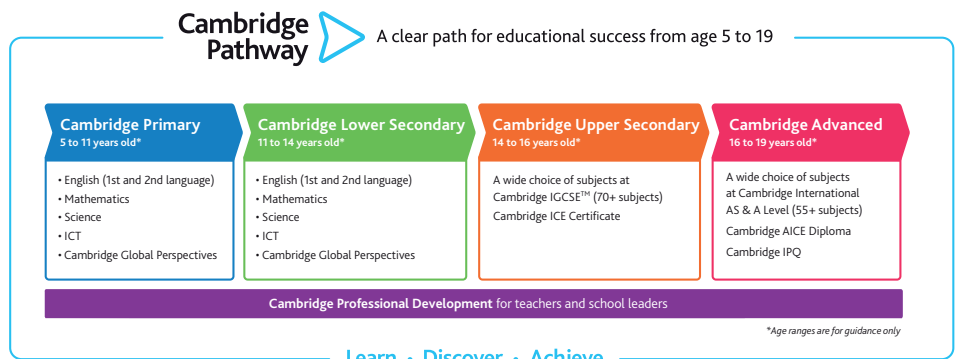 Cambridge
Pathway
A clear path for educational success from age 5 to 19
Cambridge Primary
5 to 11 years old*
• English (1st and 2nd language)
• Mathematics
• Science
• ICT
• Cambridge Global Perspectives
Cambridge Lower Secondary
11 to 14 years old*
• English (1st and 2nd language)
• Mathematics
• Science
• ICT
• Cambridge Global Perspectives
Cambridge Upper Secondary
14 to 16 years old*
A wide choice of subjects at
Cambridge IGCSE™ (70+ subjects)
Cambridge ICE Certificate
Cambridge Advanced
16 to 19 years old*
A wide choice of subjects
at Cambridge International
AS & A Level (55+ subjects)
Cambridge AICE Diploma
Cambridge IPQ
Cambridge Professional Development for teachers and school leaders
*Age ranges are for guidance only
Learn · Discover · Achieve